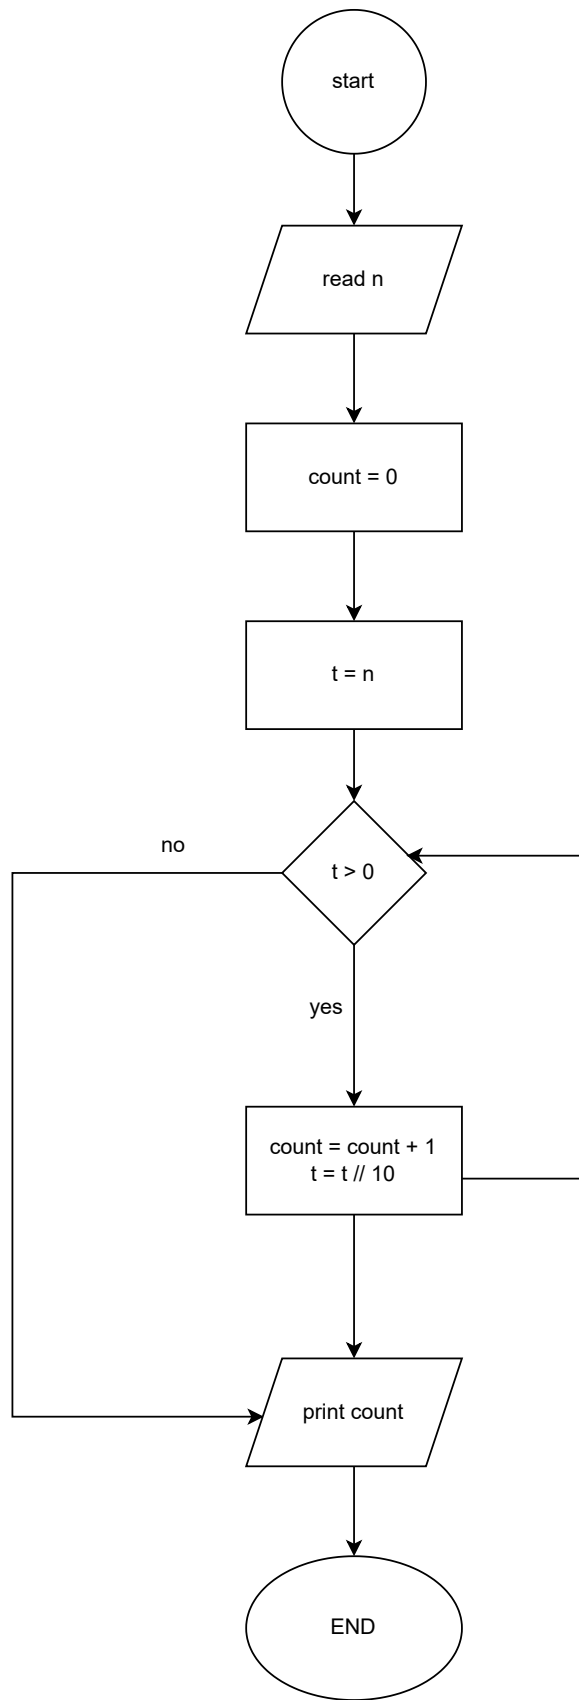 start
read n
count = 0
t = n
no
t > 0
yes
count = count + 1
t = t // 10
print count
END